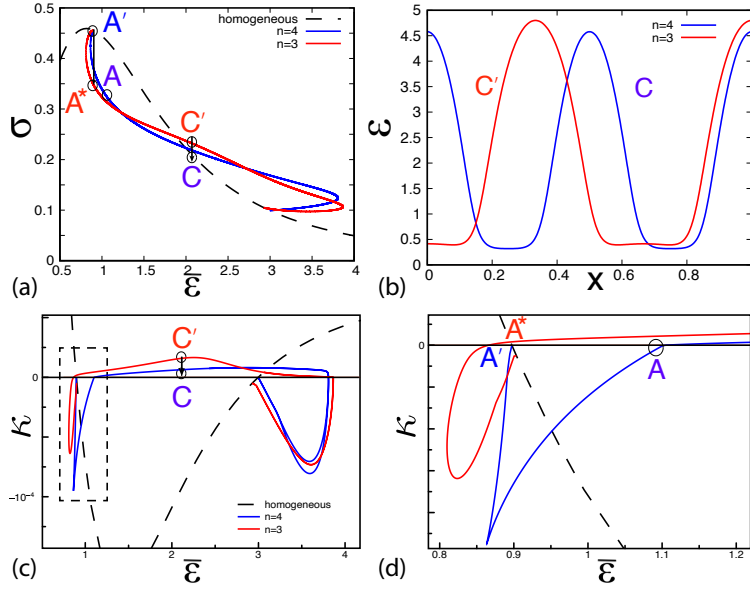 homogeneous
n=4
n=3
A′
A
A*
C′
C
σ
0.5
0.4
0.3
0.2
0.1
0
0.5 1 1.5 2 2.5 3 3.5 4
ε̅
(a)
n=4
n=3
C′
C
ε
5
4.5
4
3.5
3
2.5
2
1.5
1
0.5
0
0.0 0.2 0.4 0.6 0.8
x
(b)
C′
C
κ
0
−10⁻⁴
homogeneous
n=4
n=3
1 2 3 4
ε̅
(c)
A*
A′
A
κ
0
0.8 0.9 1 1.1 1.2
ε̅
(d)